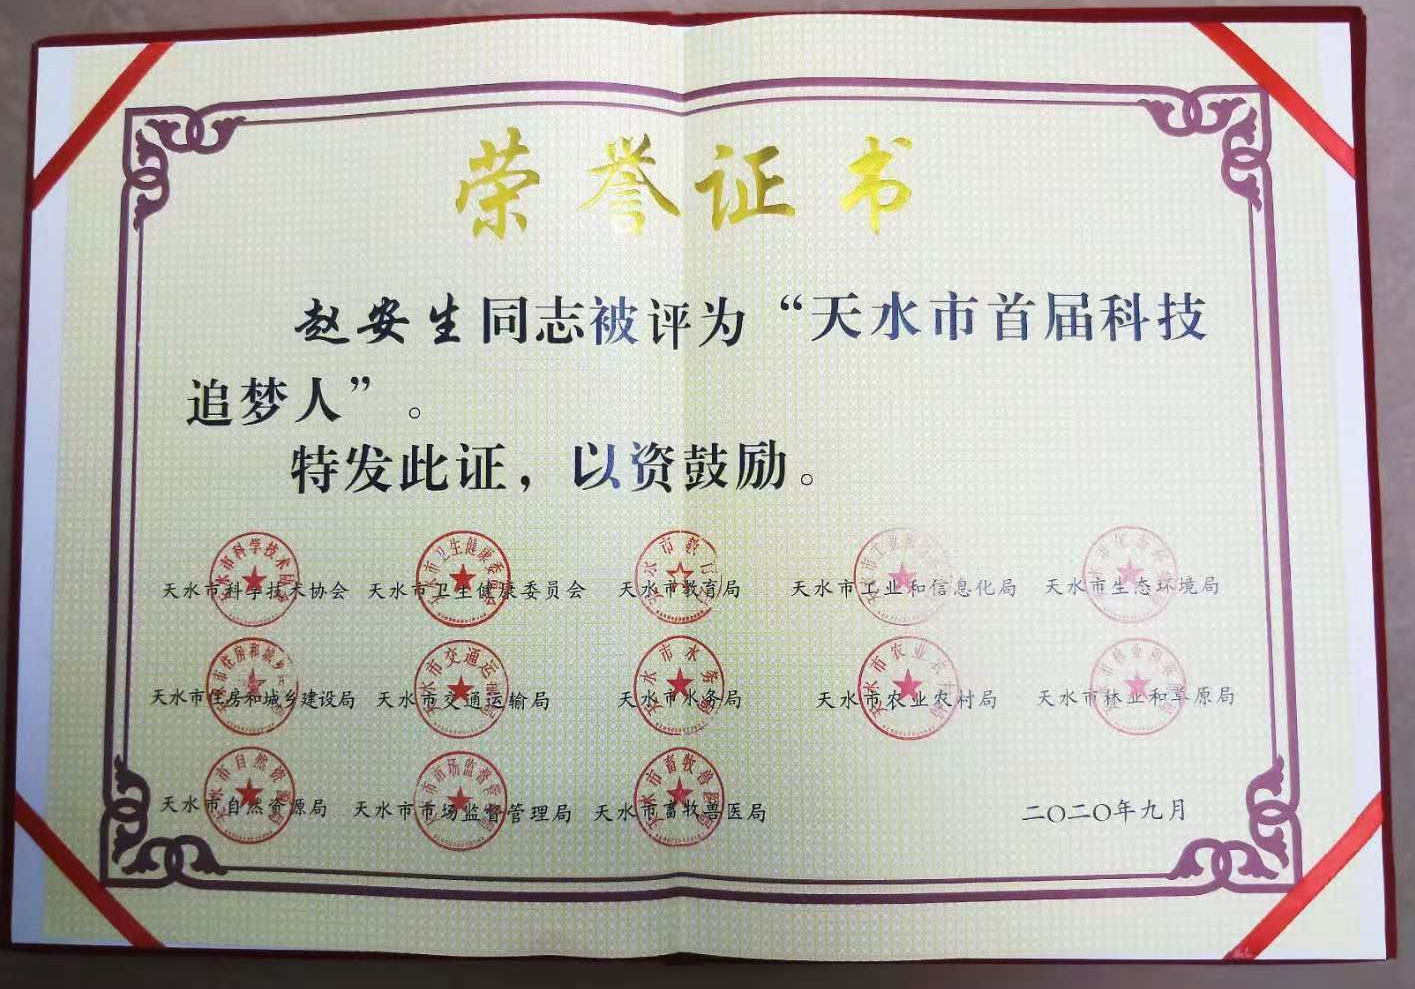 荣誉证书
赵安生同志被评为“天水市首届科技
追梦人”。
特发此证，以资鼓励。
天水市科学技术协会 天水市卫生健康委员会 天水市教育局 天水市工业和信息化局 天水市生态环境局
天水市住房和城乡建设局 天水市交通运输局 天水市水务局 天水市农业农村局 天水市林业和草原局
天水市自然资源局 天水市市场监督管理局 天水市畜牧兽医局 二〇二〇年九月